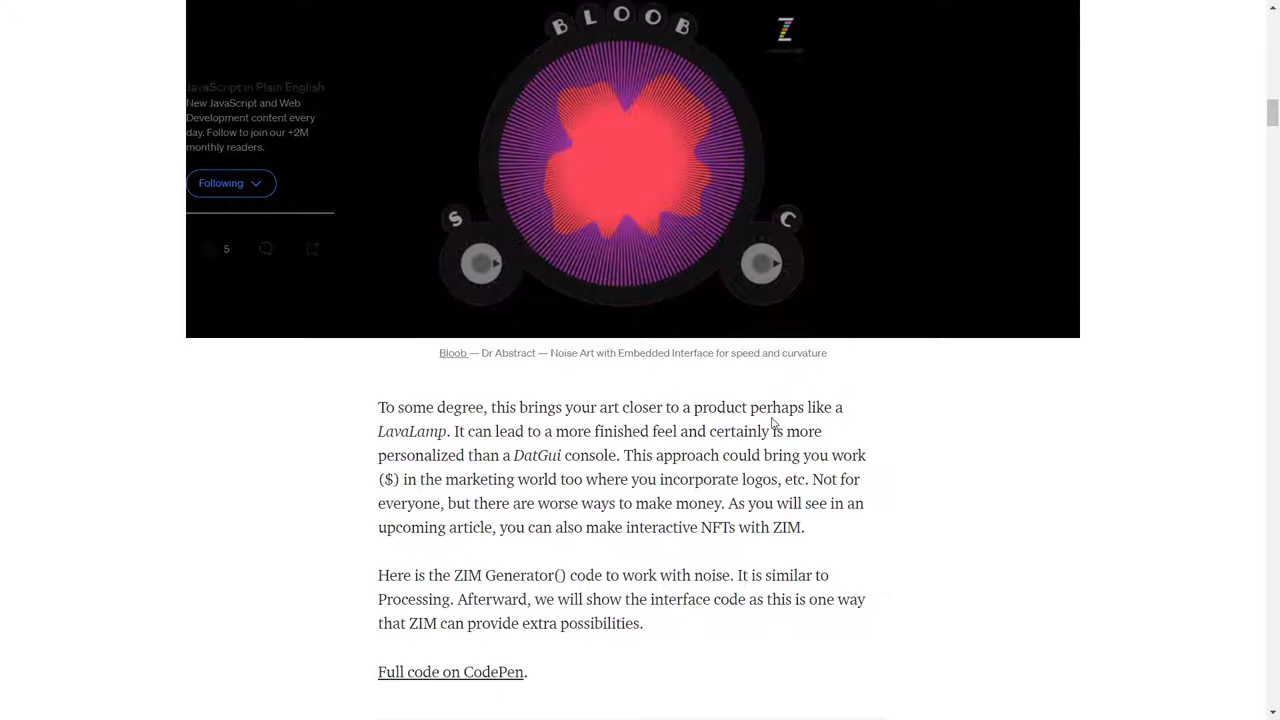 BLOOB
Z
JavaScript in Plain English
New JavaScript and Web
Development content every
day. Follow to join our +2M
monthly readers.
Following
S
C
5
Bloob — Dr Abstract — Noise Art with Embedded Interface for speed and curvature
To some degree, this brings your art closer to a product perhaps like a
LavaLamp. It can lead to a more finished feel and certainly is more
personalized than a DatGui console. This approach could bring you work
($) in the marketing world too where you incorporate logos, etc. Not for
everyone, but there are worse ways to make money. As you will see in an
upcoming article, you can also make interactive NFTs with ZIM.
Here is the ZIM Generator() code to work with noise. It is similar to
Processing. Afterward, we will show the interface code as this is one way
that ZIM can provide extra possibilities.
Full code on CodePen.